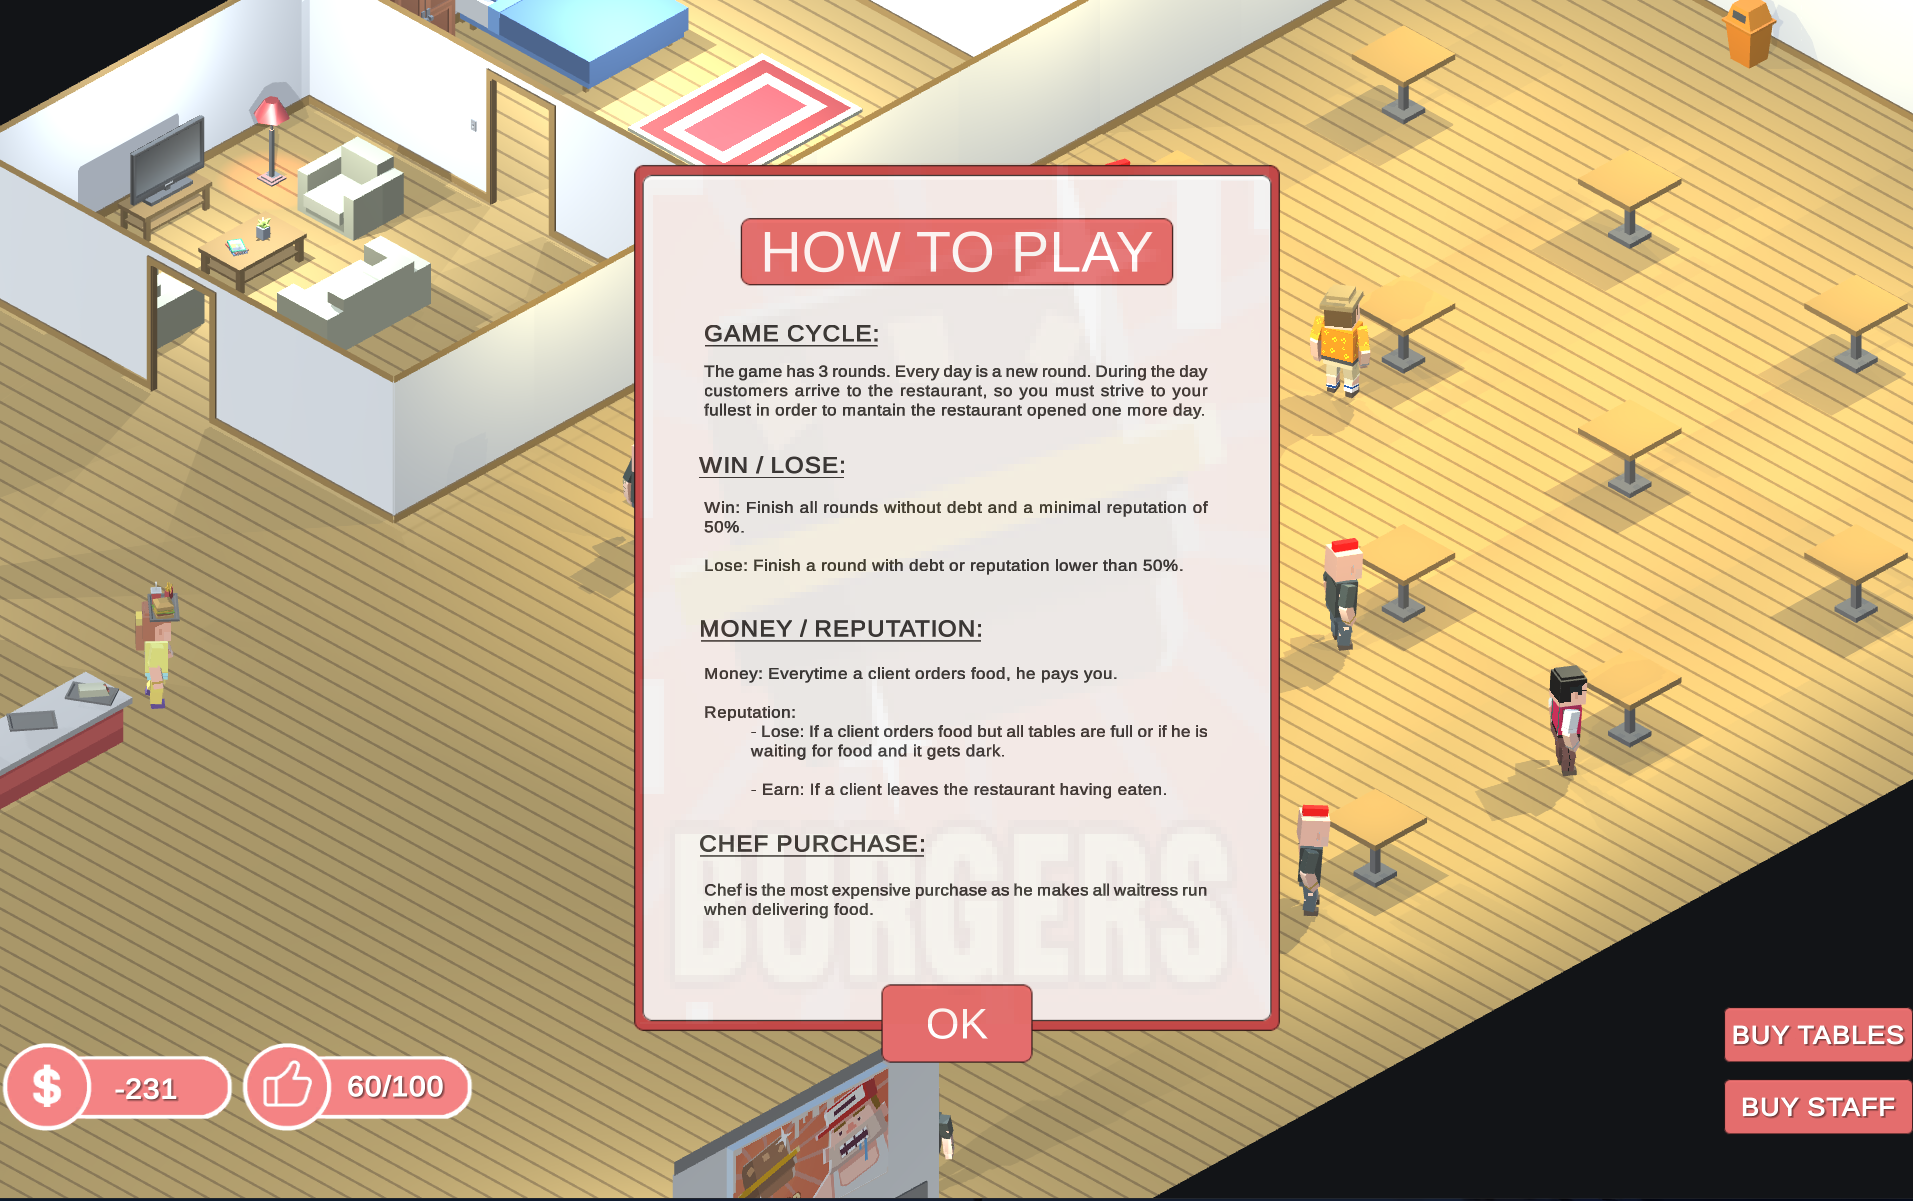 HOW TO PLAY
GAME CYCLE:
The game has 3 rounds. Every day is a new round. During the day
customers arrive to the restaurant, so you must strive to your
fullest in order to mantain the restaurant opened one more day.
WIN / LOSE:
Win: Finish all rounds without debt and a minimal reputation of
50%.
Lose: Finish a round with debt or reputation lower than 50%.
MONEY / REPUTATION:
Money: Everytime a client orders food, he pays you.
Reputation:
- Lose: If a client orders food but all tables are full or if he is
waiting for food and it gets dark.
- Earn: If a client leaves the restaurant having eaten.
CHEF PURCHASE:
Chef is the most expensive purchase as he makes all waitress run
when delivering food.
BURGERS
OK
$ -231
60/100
BUY TABLES
BUY STAFF